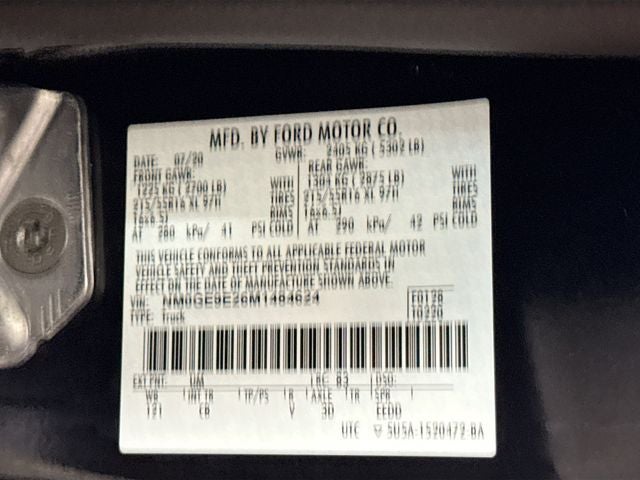 MFD. BY FORD MOTOR CO.
DATE: 07/20 GVWR: 2405 KG ( 5302 LB)
FRONT GAWR: REAR GAWR:
1225 KG ( 2700 LB) WITH 1304 KG ( 2875 LB) WITH
215/55R16 XL 97H TIRES 215/55R16 XL 97H TIRES
16x6.5J RIMS 16x6.5J RIMS
AT 280 kPa/ 41 PSI COLD AT 290 kPa/ 42 PSI COLD
THIS VEHICLE CONFORMS TO ALL APPLICABLE FEDERAL MOTOR
VEHICLE SAFETY AND THEFT PREVENTION STANDARDS IN
EFFECT ON THE DATE OF MANUFACTURE SHOWN ABOVE.
VIN: NM0GE9E26M1484624 F0128
TYPE: Truck T0220
EXT PNT: UM RC: 83 DSO:
WB INT TR TP/PS R AXLE TR SPR
121 CB V 3D EEDD
UTC 5U5A-1520472-BA